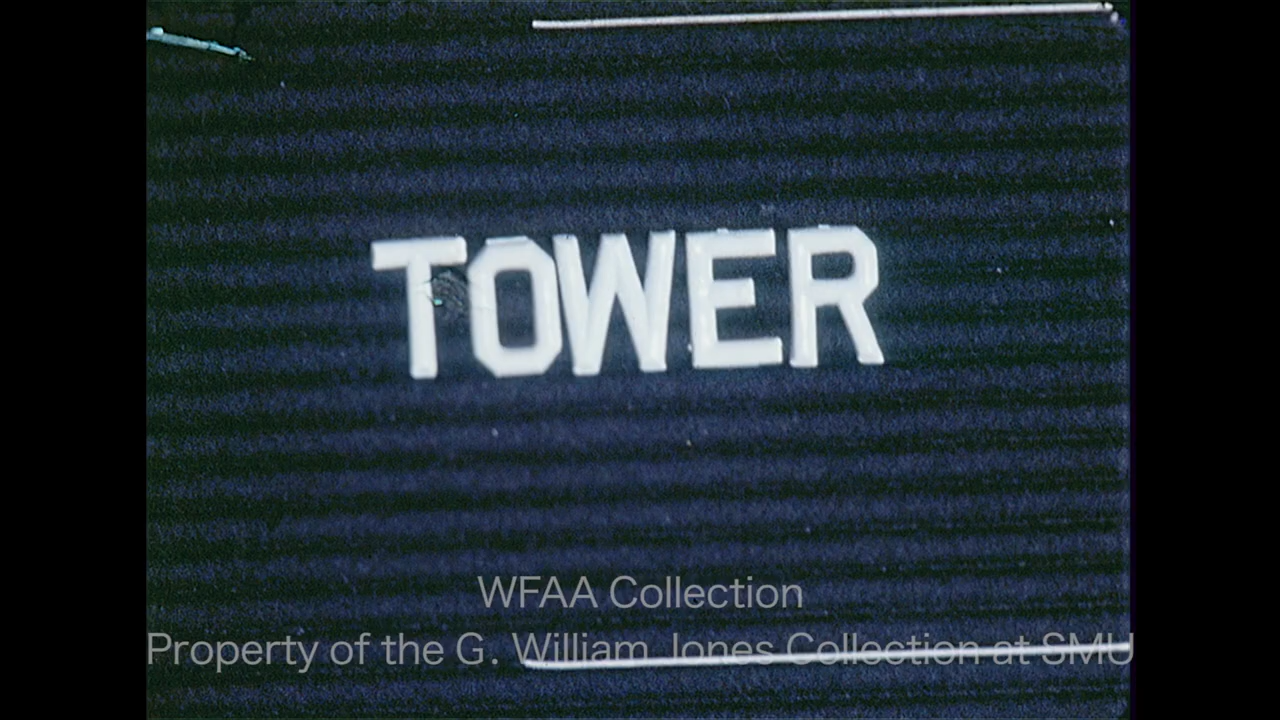 TOWER
WFAA Collection
Property of the G. William Jones Collection at SMU